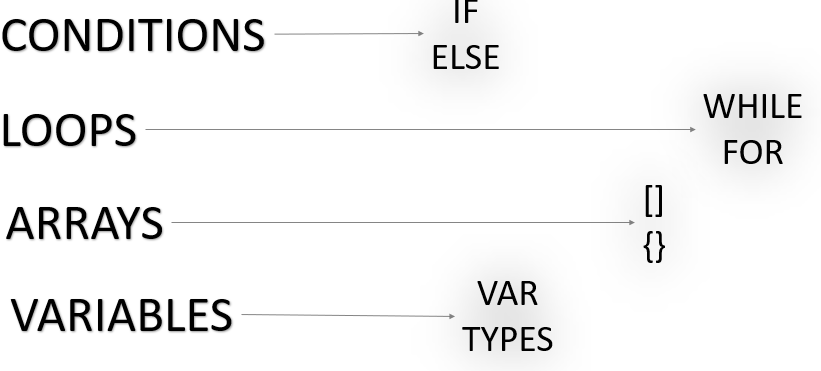 CONDITIONS
IF
ELSE
LOOPS
WHILE
FOR
ARRAYS
[]
{}
VARIABLES
VAR
TYPES